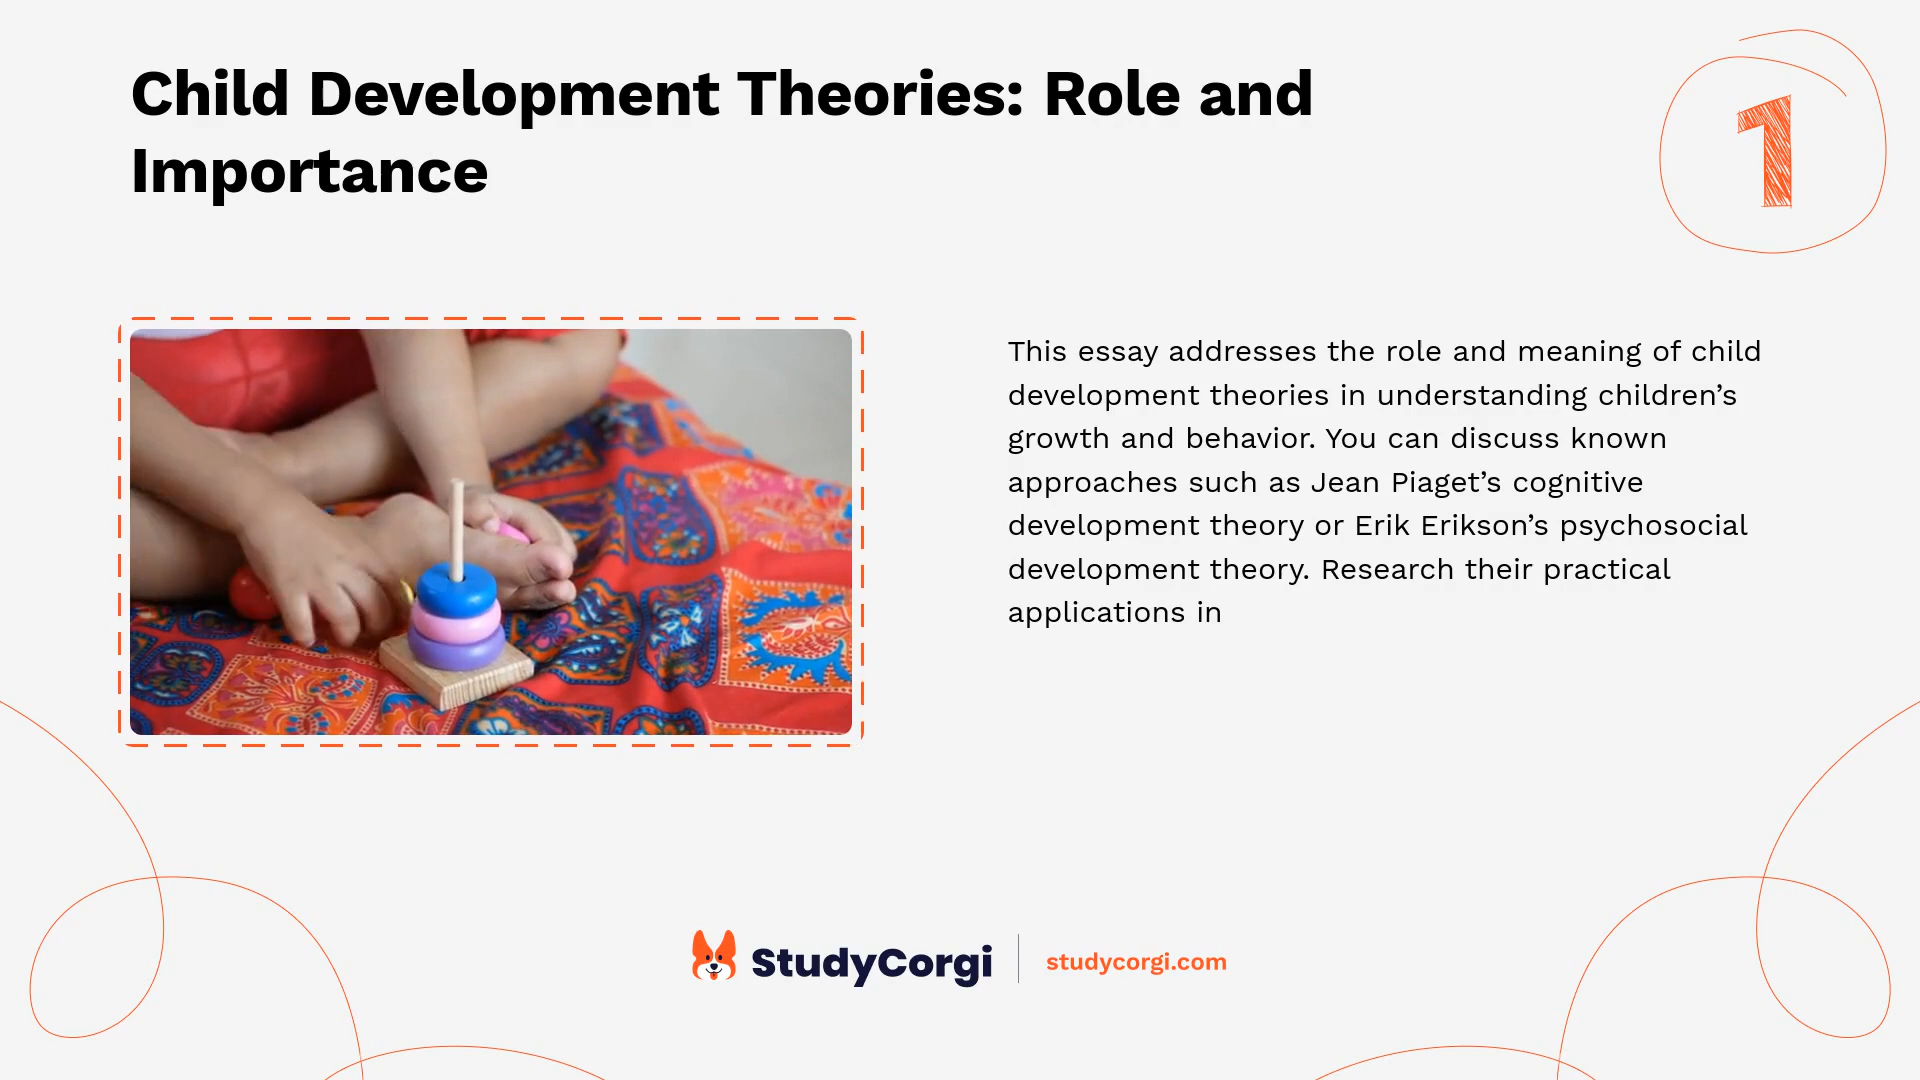 Child Development Theories: Role and
Importance
1
This essay addresses the role and meaning of child
development theories in understanding children’s
growth and behavior. You can discuss known
approaches such as Jean Piaget’s cognitive
development theory or Erik Erikson’s psychosocial
development theory. Research their practical
applications in
StudyCorgi
studycorgi.com